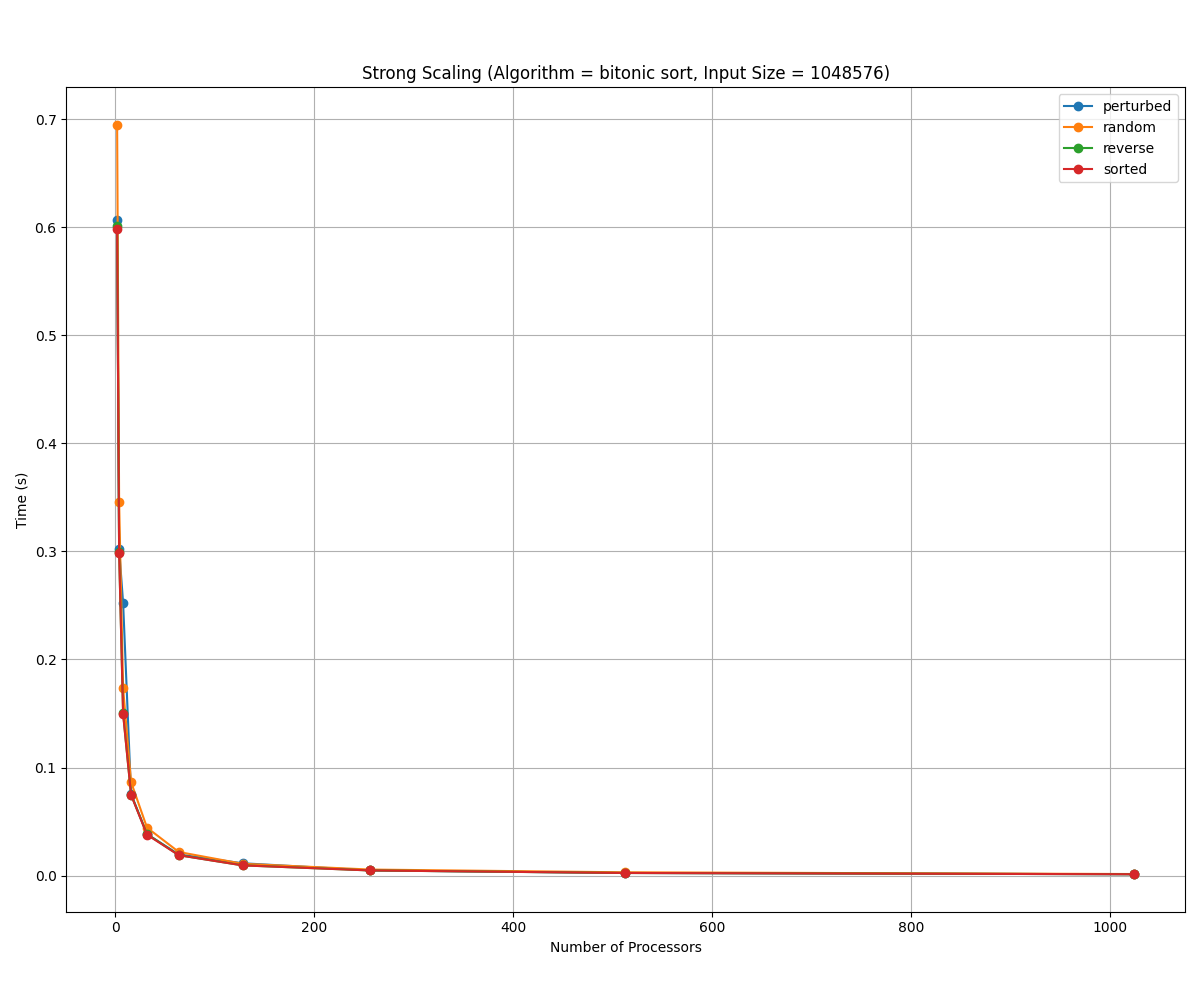 Strong Scaling (Algorithm = bitonic sort, Input Size = 1048576)
perturbed
random
reverse
sorted
0.7
0.6
0.5
0.4
0.3
0.2
0.1
0.0
Time (s)
0 200 400 600 800 1000
Number of Processors